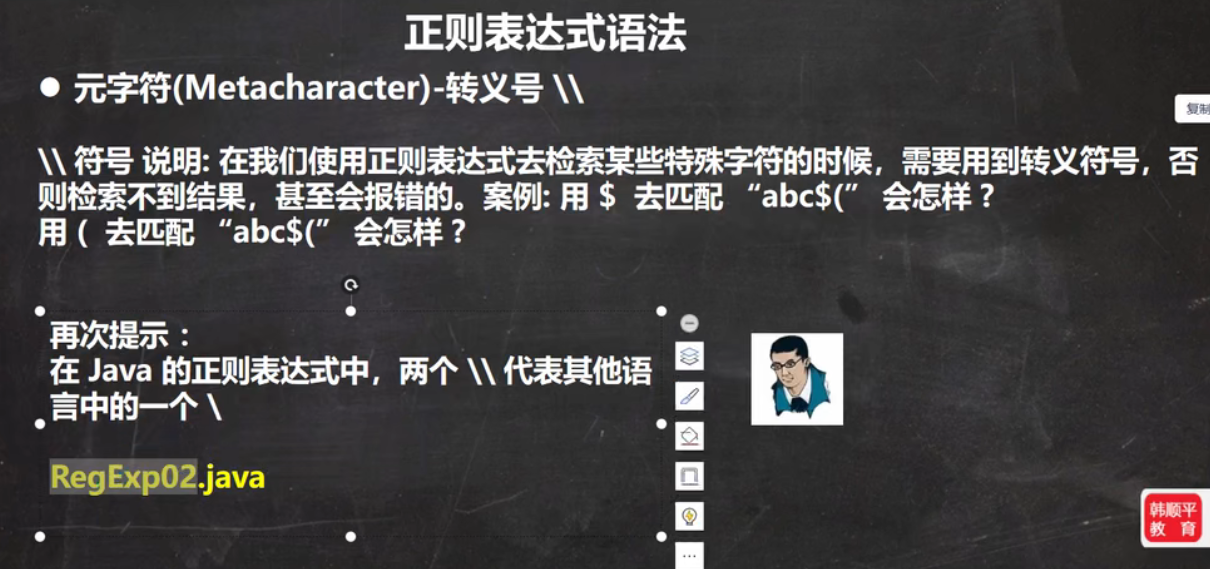 正则表达式语法
● 元字符(Metacharacter)-转义号 \\
复制
\\ 符号 说明: 在我们使用正则表达式去检索某些特殊字符的时候，需要用到转义符号，否
则检索不到结果，甚至会报错的。案例: 用 $ 去匹配 “abc$(” 会怎样 ?
用 ( 去匹配 “abc$(” 会怎样 ?
再次提示 ：
在 Java 的正则表达式中，两个 \\ 代表其他语
言中的一个 \
RegExp02.java
韩顺平
教 育